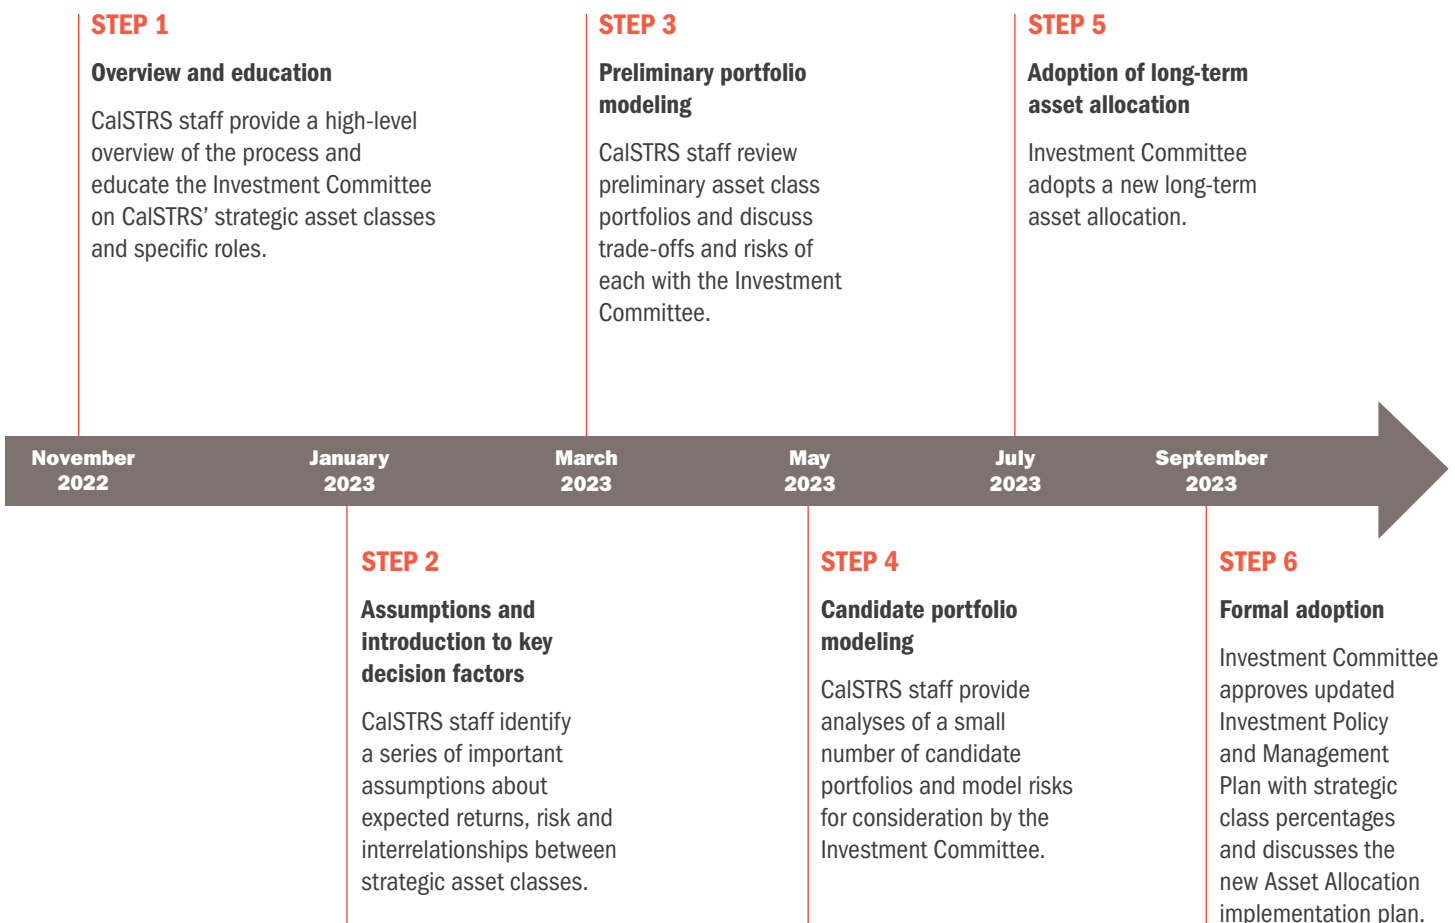 STEP 1
Overview and education
CalSTRS staff provide a high-level
overview of the process and
educate the Investment Committee
on CalSTRS’ strategic asset classes
and specific roles.
STEP 3
Preliminary portfolio
modeling
CalSTRS staff review
preliminary asset class
portfolios and discuss
trade-offs and risks of
each with the Investment
Committee.
STEP 5
Adoption of long-term
asset allocation
Investment Committee
adopts a new long-term
asset allocation.
November
2022
January
2023
March
2023
May
2023
July
2023
September
2023
STEP 2
Assumptions and
introduction to key
decision factors
CalSTRS staff identify
a series of important
assumptions about
expected returns, risk and
interrelationships between
strategic asset classes.
STEP 4
Candidate portfolio
modeling
CalSTRS staff provide
analyses of a small
number of candidate
portfolios and model risks
for consideration by the
Investment Committee.
STEP 6
Formal adoption
Investment Committee
approves updated
Investment Policy
and Management
Plan with strategic
class percentages
and discusses the
new Asset Allocation
implementation plan.